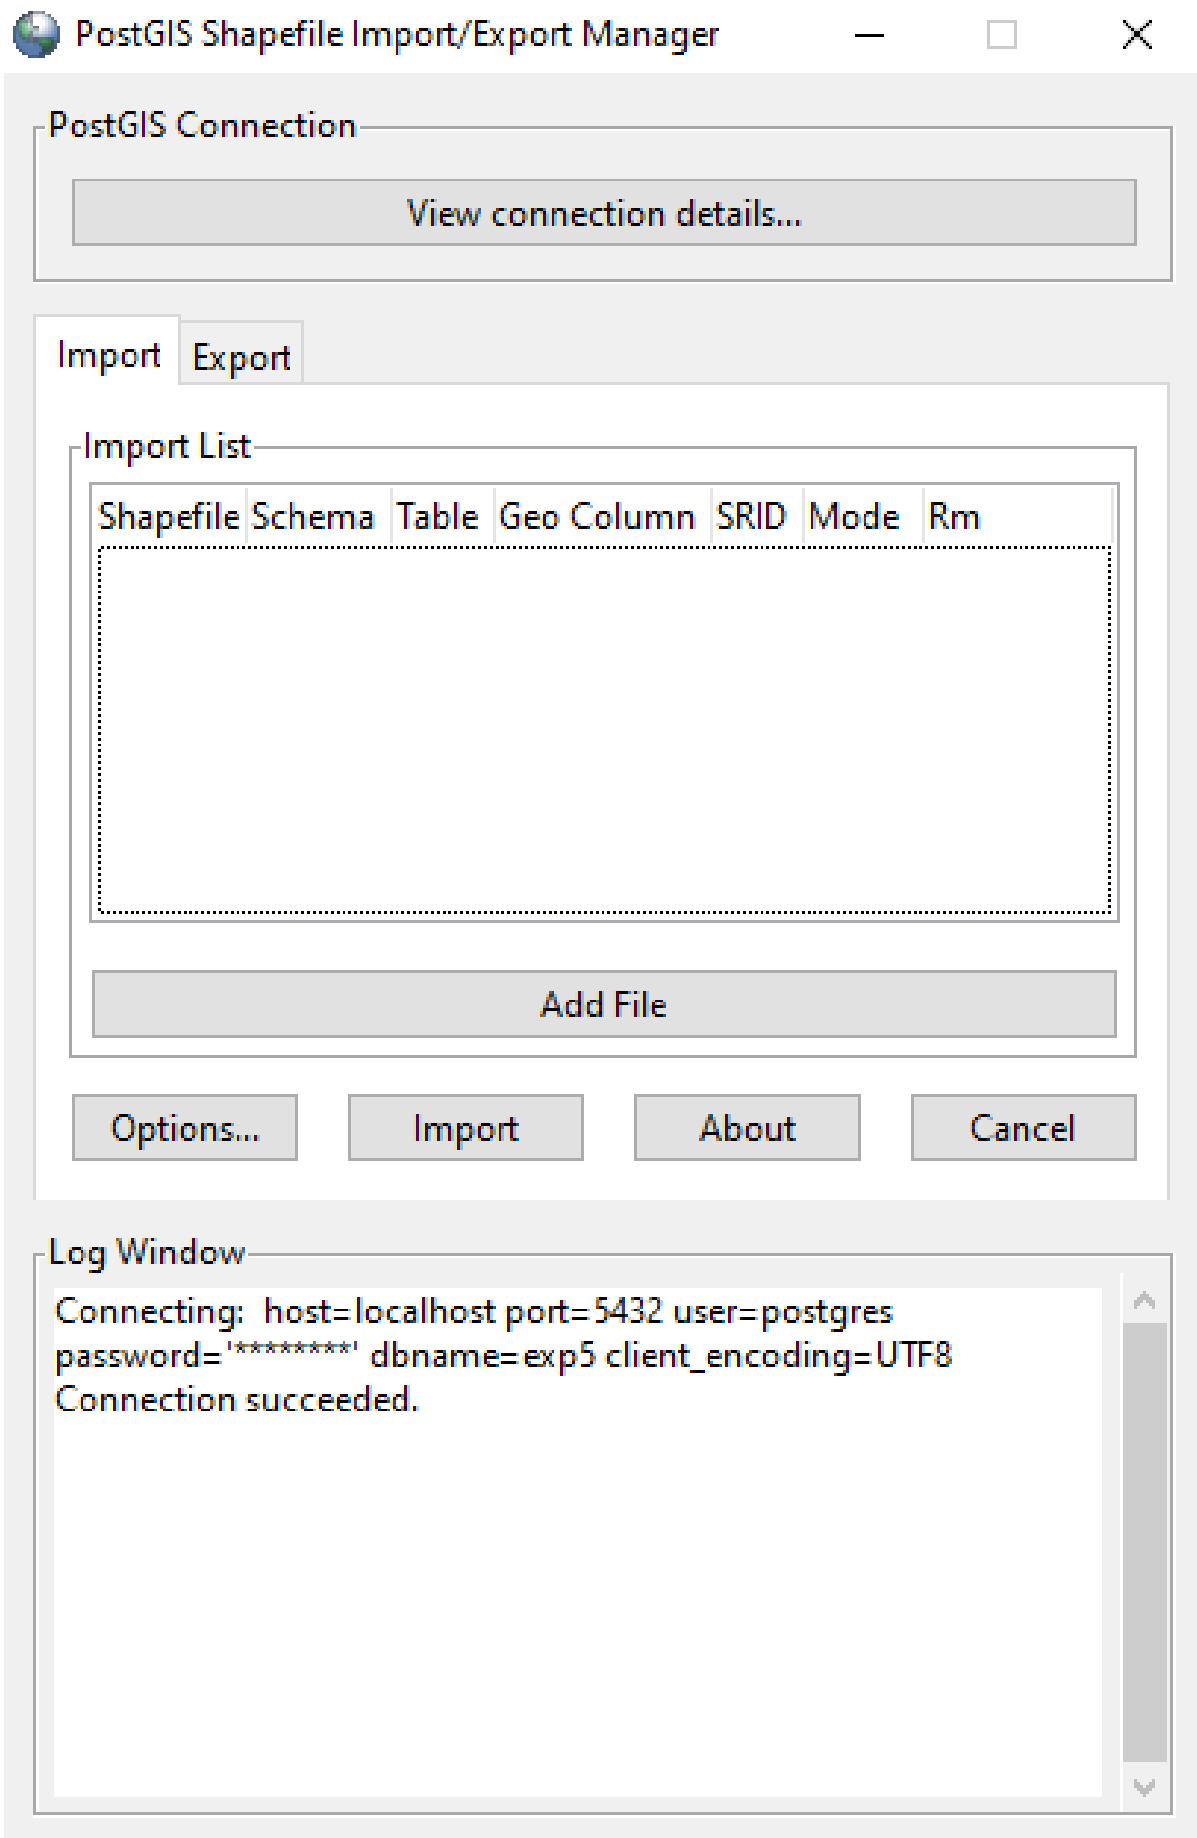 PostGIS Shapefile Import/Export Manager
PostGIS Connection
View connection details...
Import Export
Import List
Shapefile Schema Table Geo Column SRID Mode Rm
Add File
Options... Import About Cancel
Log Window
Connecting:  host=localhost port=5432 user=postgres
password='********' dbname=exp5 client_encoding=UTF8
Connection succeeded.